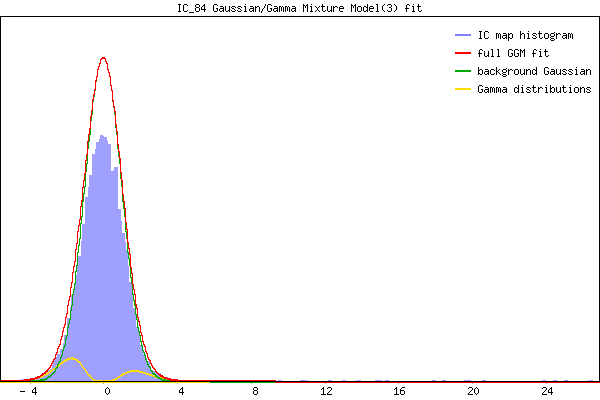 IC_84 Gaussian/Gamma Mixture Model(3) fit
IC map histogram
full GGM fit
background Gaussian
Gamma distributions
-4 0 4 8 12 16 20 24